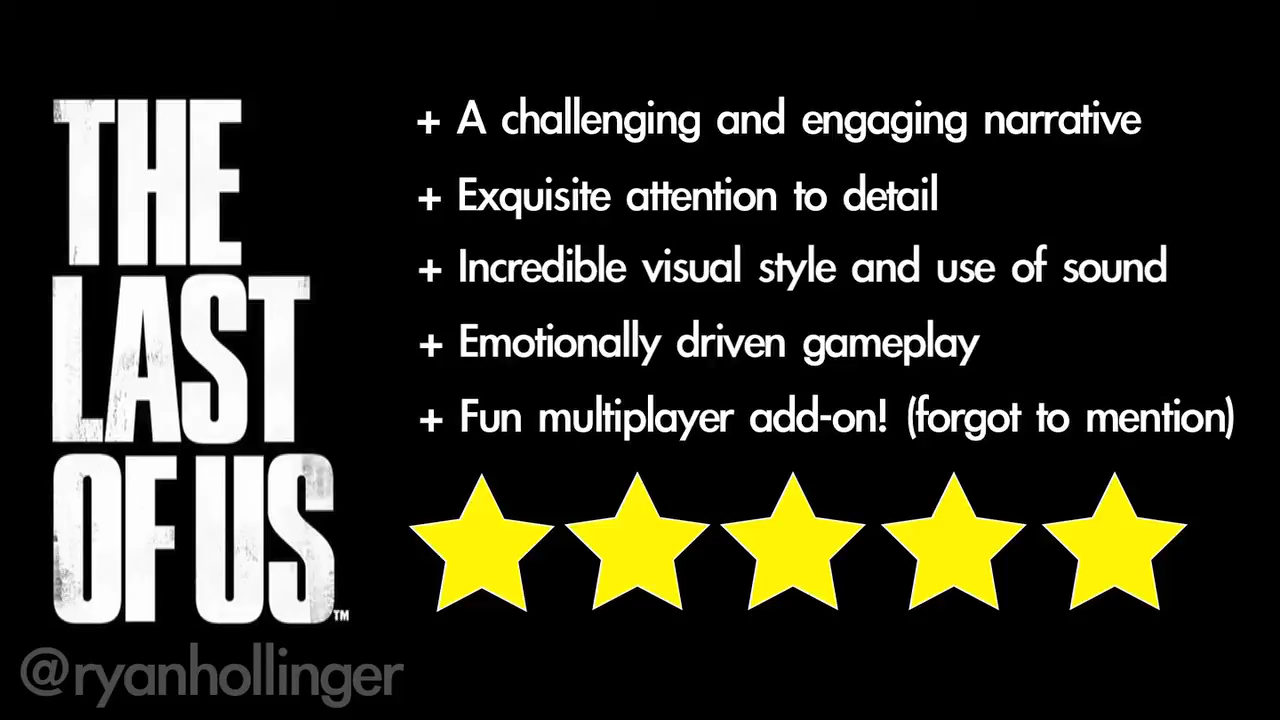 THE
LAST
OF US™
+ A challenging and engaging narrative
+ Exquisite attention to detail
+ Incredible visual style and use of sound
+ Emotionally driven gameplay
+ Fun multiplayer add-on! (forgot to mention)
@ryanhollinger